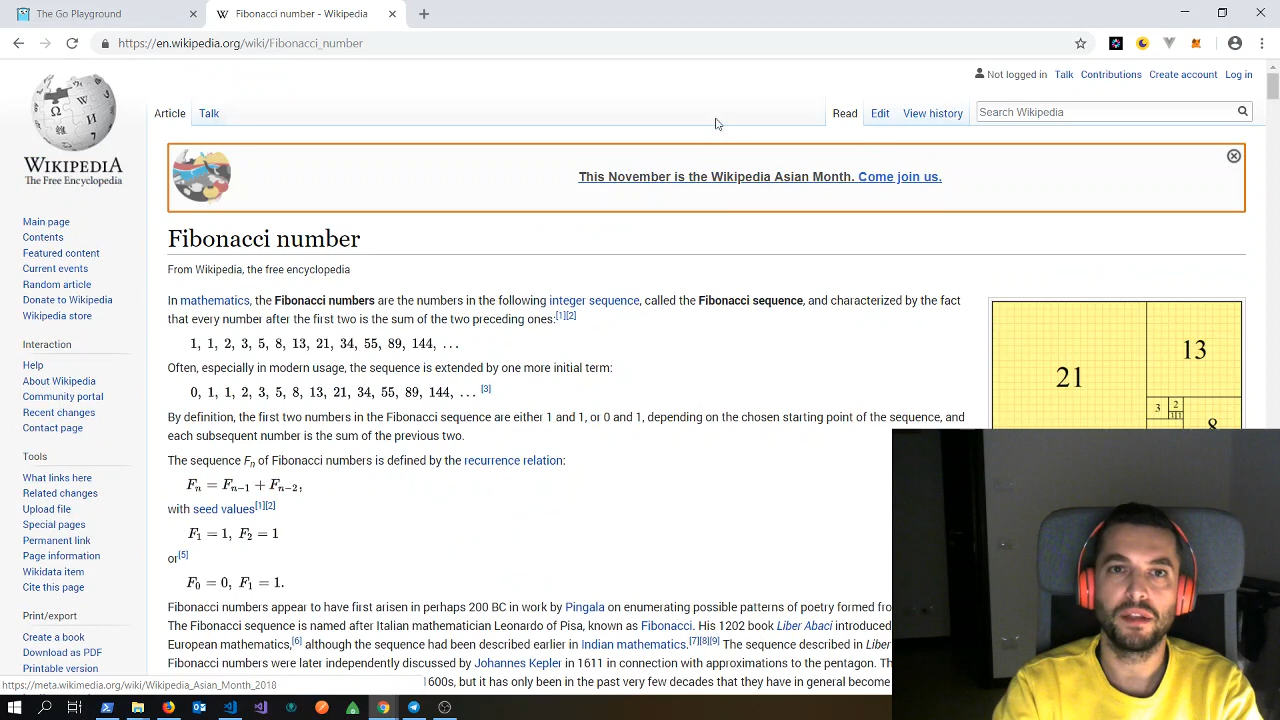 The Go Playground
Fibonacci number - Wikipedia
https://en.wikipedia.org/wiki/Fibonacci_number
Not logged in Talk Contributions Create account Log in
Article Talk Read Edit View history Search Wikipedia
WIKIPEDIA
The Free Encyclopedia
This November is the Wikipedia Asian Month. Come join us.
Main page
Contents
Featured content
Current events
Random article
Donate to Wikipedia
Wikipedia store
Interaction
Help
About Wikipedia
Community portal
Recent changes
Contact page
Tools
What links here
Related changes
Upload file
Special pages
Permanent link
Page information
Wikidata item
Cite this page
Print/export
Create a book
Download as PDF
Printable version
Fibonacci number
From Wikipedia, the free encyclopedia
In mathematics, the Fibonacci numbers are the numbers in the following integer sequence, called the Fibonacci sequence, and characterized by the fact
that every number after the first two is the sum of the two preceding ones:[1][2]
1, 1, 2, 3, 5, 8, 13, 21, 34, 55, 89, 144, ...
Often, especially in modern usage, the sequence is extended by one more initial term:
0, 1, 1, 2, 3, 5, 8, 13, 21, 34, 55, 89, 144, ... [3]
By definition, the first two numbers in the Fibonacci sequence are either 1 and 1, or 0 and 1, depending on the chosen starting point of the sequence, and
each subsequent number is the sum of the previous two.
The sequence Fn of Fibonacci numbers is defined by the recurrence relation:
Fn = Fn−1 + Fn−2,
with seed values[1][2]
F1 = 1, F2 = 1
or[5]
F0 = 0, F1 = 1.
Fibonacci numbers appear to have first arisen in perhaps 200 BC in work by Pingala on enumerating possible patterns of poetry formed
The Fibonacci sequence is named after Italian mathematician Leonardo of Pisa, known as Fibonacci. His 1202 book Liber Abaci introduced
European mathematics,[6] although the sequence had been described earlier in Indian mathematics.[7][8][9] The sequence described in Liber
Fibonacci numbers were later independently discussed by Johannes Kepler in 1611 in connection with approximations to the pentagon.
1600s, but it has only been in the past very few decades that they have in general become
21
13
3
2
1 1
8
https://meta.wikimedia.org/wiki/Wikipedia_Asian_Month_2018